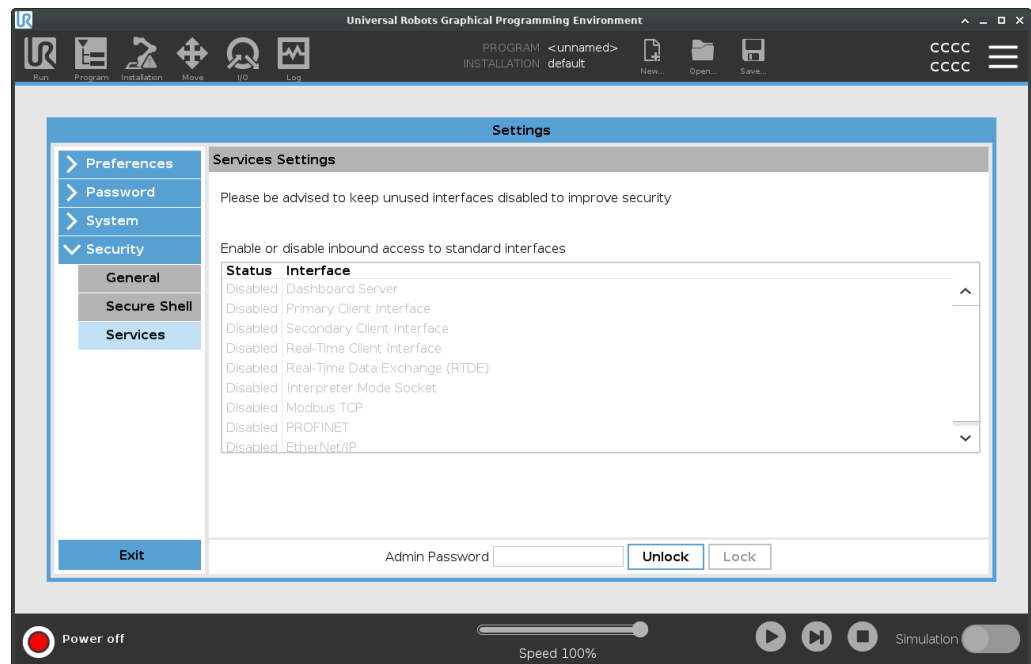 UR
Universal Robots Graphical Programming Environment
UR
Run
Program
Installation
Move
I/O
Log
PROGRAM <unnamed>
INSTALLATION default
New...
Open...
Save...
CCCC
CCCC
Settings
Preferences
Password
System
Security
General
Secure Shell
Services
Exit
Services Settings
Please be advised to keep unused interfaces disabled to improve security
Enable or disable inbound access to standard interfaces
Status Interface
Disabled Dashboard Server
Disabled Primary Client Interface
Disabled Secondary Client Interface
Disabled Real-Time Client Interface
Disabled Real-Time Data Exchange (RTDE)
Disabled Interpreter Mode Socket
Disabled Modbus TCP
Disabled PROFINET
Disabled EtherNet/IP
Admin Password Unlock Lock
Power off
Speed 100%
Simulation